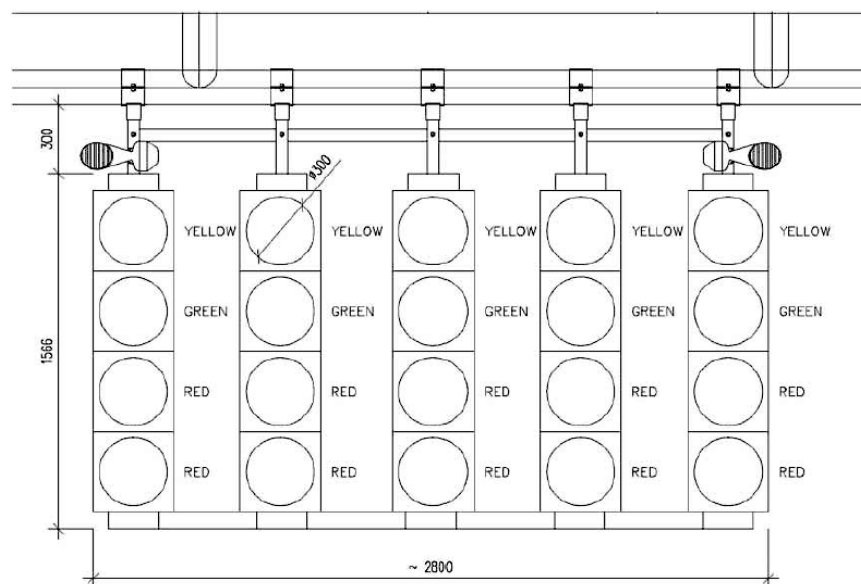 300
ø300
YELLOW YELLOW YELLOW YELLOW YELLOW
GREEN GREEN GREEN GREEN GREEN
1566
RED RED RED RED RED
RED RED RED RED RED
~ 2800